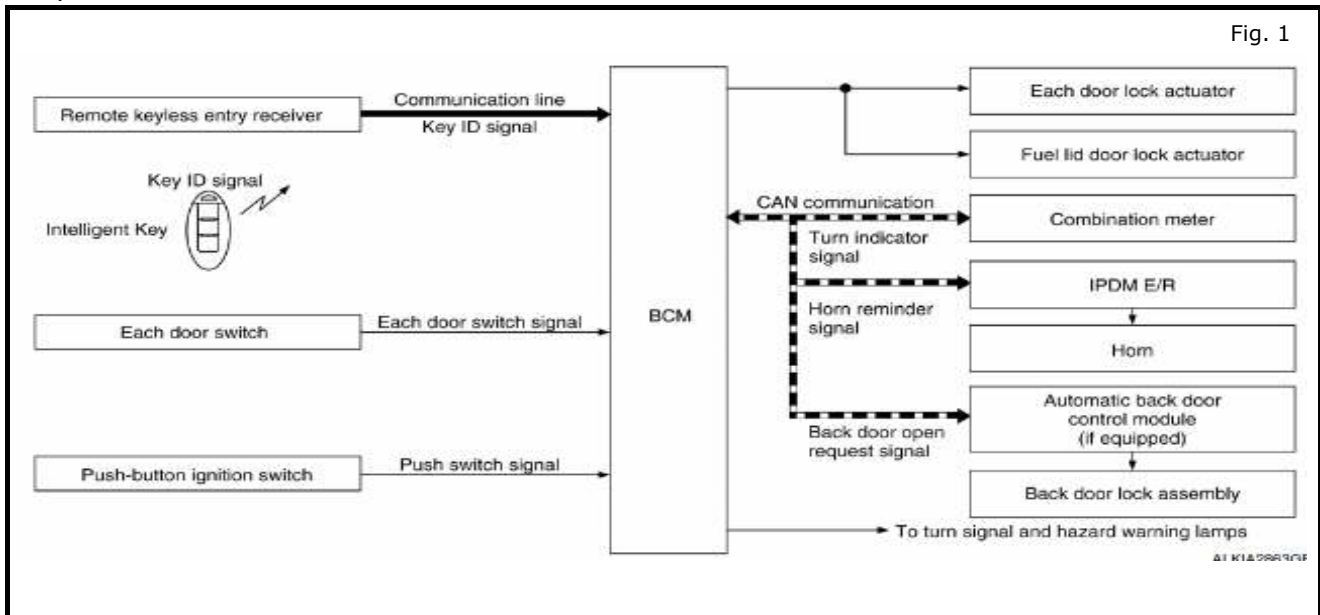 Fig. 1
Remote keyless entry receiver
Communication line
Key ID signal
Key ID signal
Intelligent Key
Each door switch
Each door switch signal
Push-button ignition switch
Push switch signal
BCM
Each door lock actuator
Fuel lid door lock actuator
CAN communication
Combination meter
Turn indicator
signal
IPDM E/R
Horn reminder
signal
Horn
Automatic back door
control module
(if equipped)
Back door open
request signal
Back door lock assembly
To turn signal and hazard warning lamps